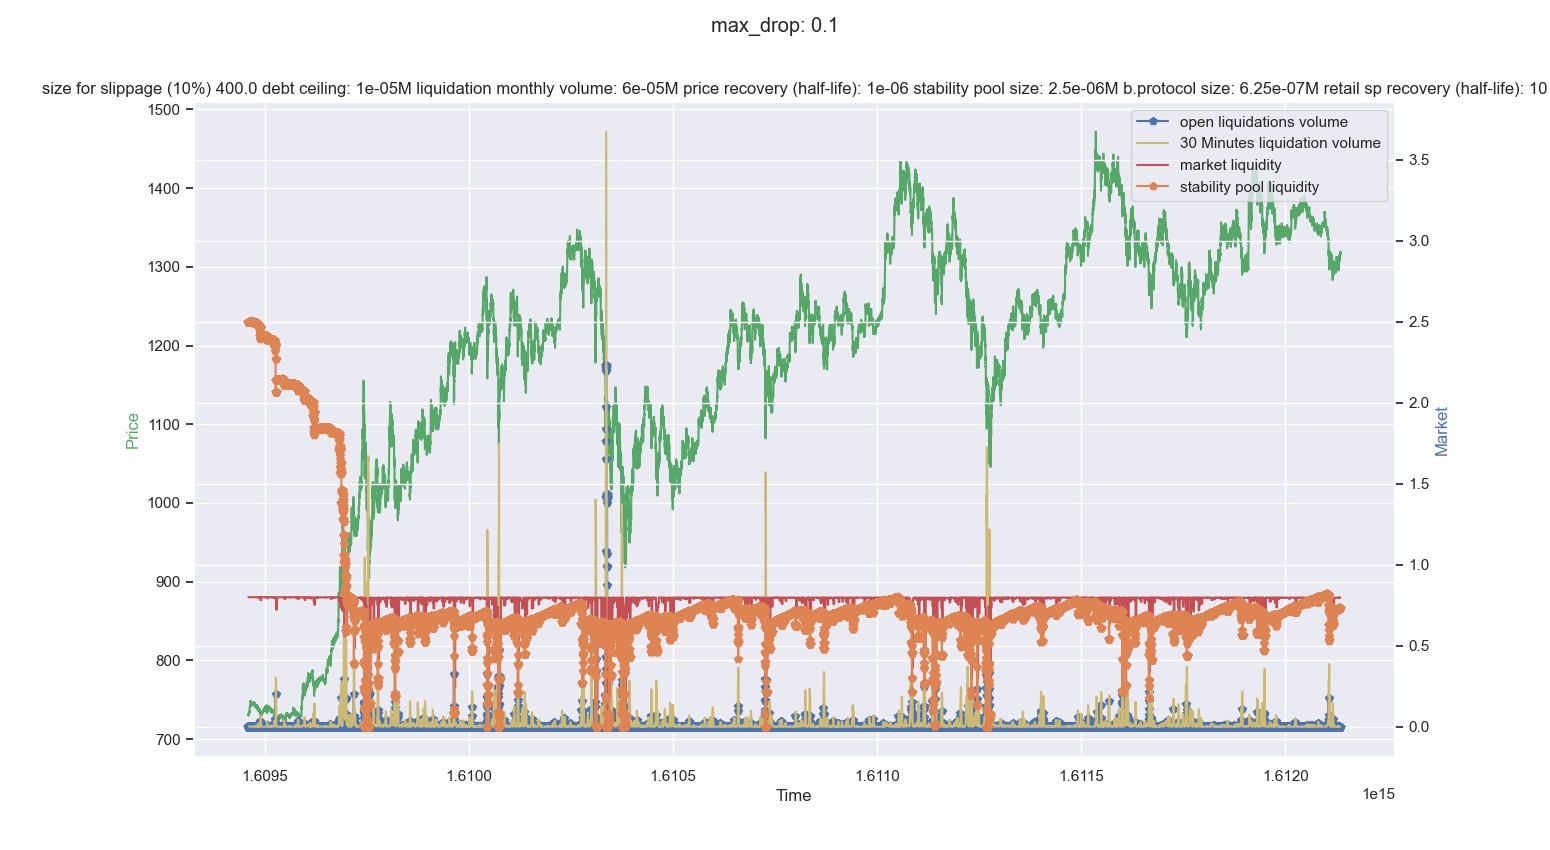 max_drop: 0.1
size for slippage (10%) 400.0 debt ceiling: 1e-05M liquidation monthly volume: 6e-05M price recovery (half-life): 1e-06 stability pool size: 2.5e-06M b.protocol size: 6.25e-07M retail sp recovery (half-life): 10
open liquidations volume
30 Minutes liquidation volume
market liquidity
stability pool liquidity
Price
1500
1400
1300
1200
1100
1000
900
800
700
Market
3.5
3.0
2.5
2.0
1.5
1.0
0.5
0.0
1.6095 1.6100 1.6105 1.6110 1.6115 1.6120
Time
1e15